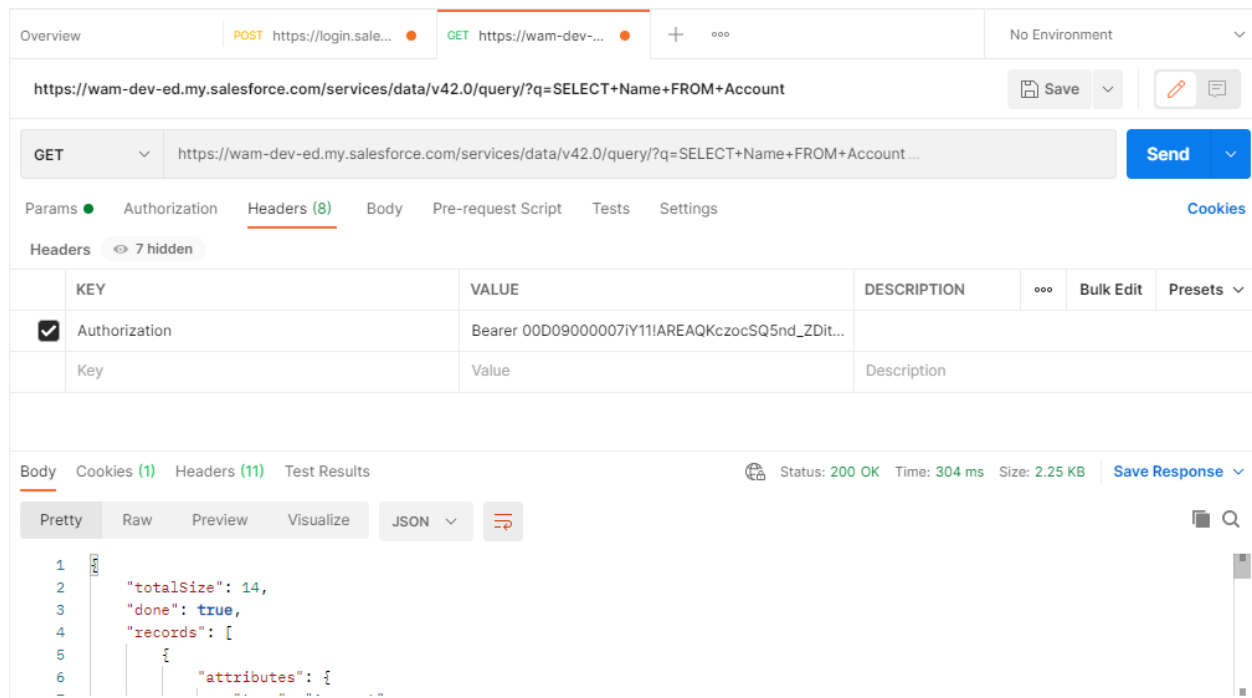 Overview POST https://login.sale... GET https://wam-dev-... + ooo No Environment
https://wam-dev-ed.my.salesforce.com/services/data/v42.0/query/?q=SELECT+Name+FROM+Account Save
GET https://wam-dev-ed.my.salesforce.com/services/data/v42.0/query/?q=SELECT+Name+FROM+Account ... Send
Params Authorization Headers (8) Body Pre-request Script Tests Settings Cookies
Headers 7 hidden
KEY VALUE DESCRIPTION ooo Bulk Edit Presets
Authorization Bearer 00D09000007iY11!AREAQKczocSQ5nd_ZDit...
Key Value Description
Body Cookies (1) Headers (11) Test Results Status: 200 OK Time: 304 ms Size: 2.25 KB Save Response
Pretty Raw Preview Visualize JSON
1 {
2 "totalSize": 14,
3 "done": true,
4 "records": [
5 {
6 "attributes": {